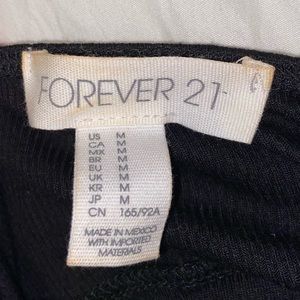 FOREVER 21
US M
CA M
MX M
BR M
EU M
UK M
KR M
JP M
CN 165/92A
MADE IN MEXICO
WITH IMPORTED
MATERIALS